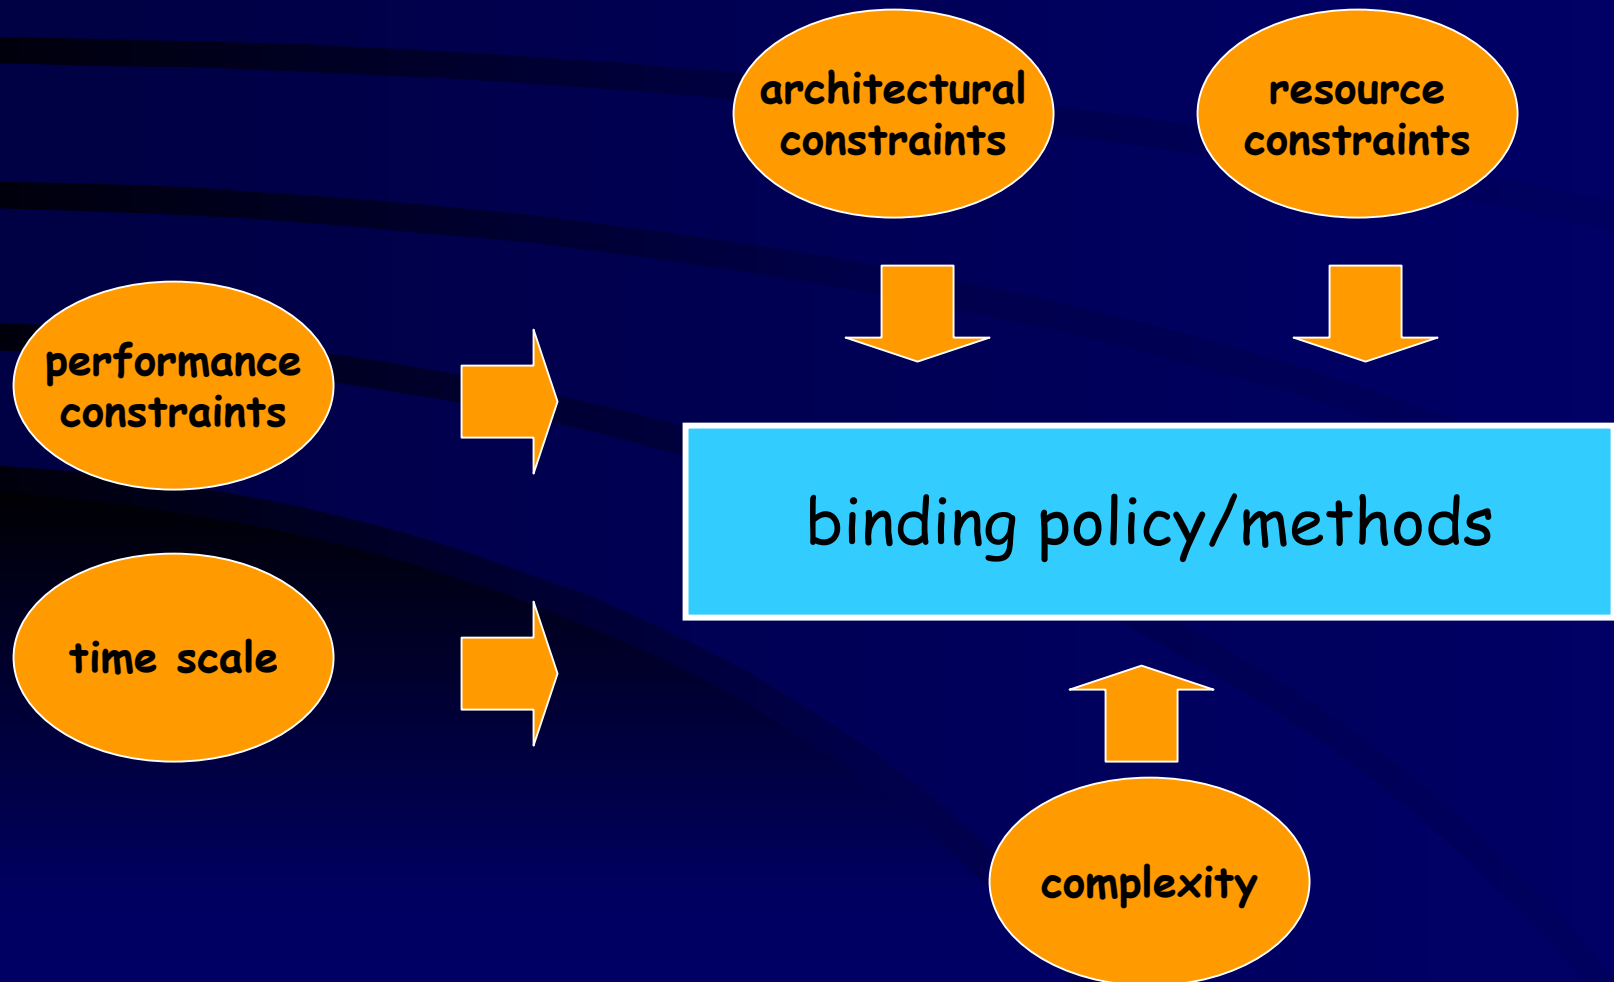 architectural
constraints
resource
constraints
performance
constraints
binding policy/methods
time scale
complexity